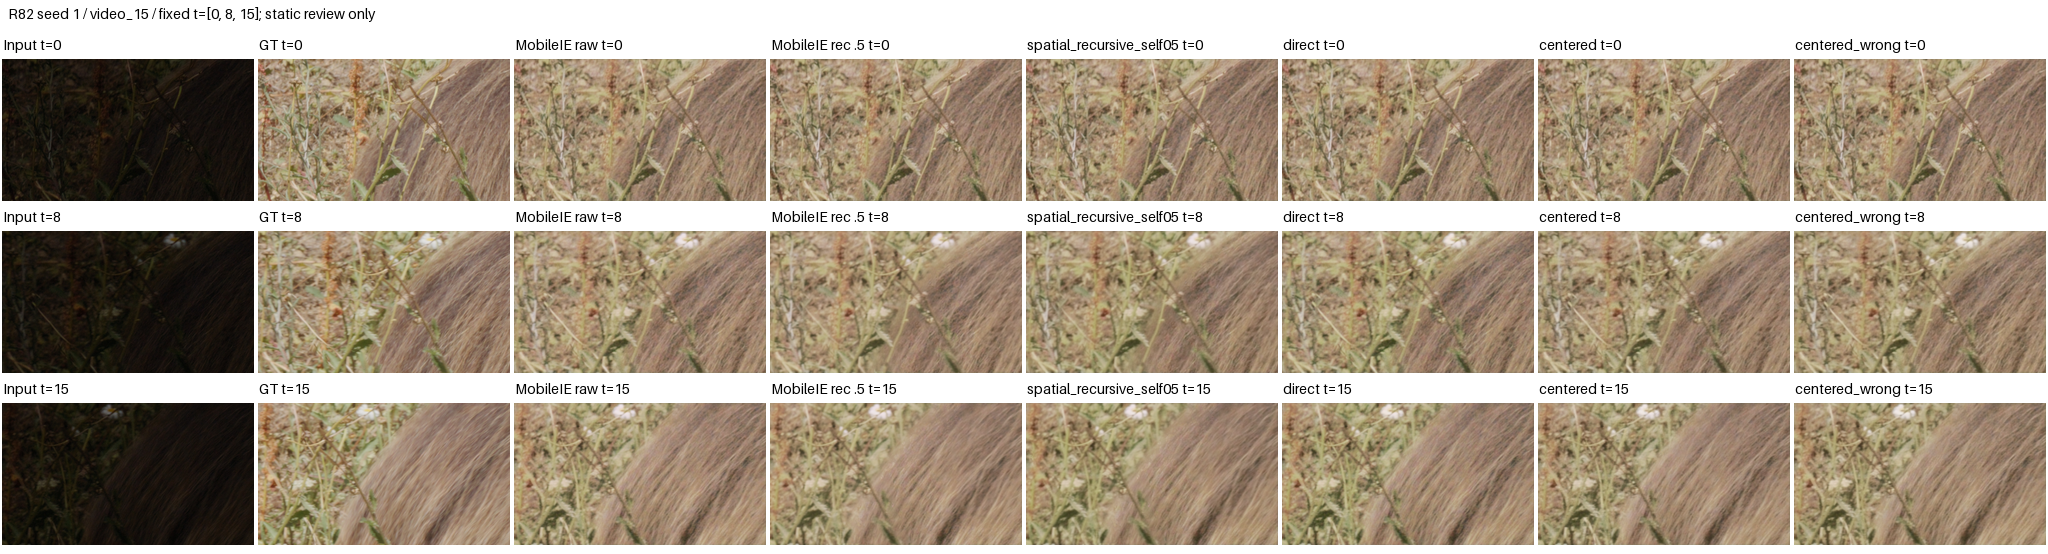 R82 seed 1 / video_15 / fixed t=[0, 8, 15]; static review only
Input t=0 GT t=0 MobileIE raw t=0 MobileIE rec .5 t=0 spatial_recursive_self05 t=0 direct t=0 centered t=0 centered_wrong t=0
Input t=8 GT t=8 MobileIE raw t=8 MobileIE rec .5 t=8 spatial_recursive_self05 t=8 direct t=8 centered t=8 centered_wrong t=8
Input t=15 GT t=15 MobileIE raw t=15 MobileIE rec .5 t=15 spatial_recursive_self05 t=15 direct t=15 centered t=15 centered_wrong t=15